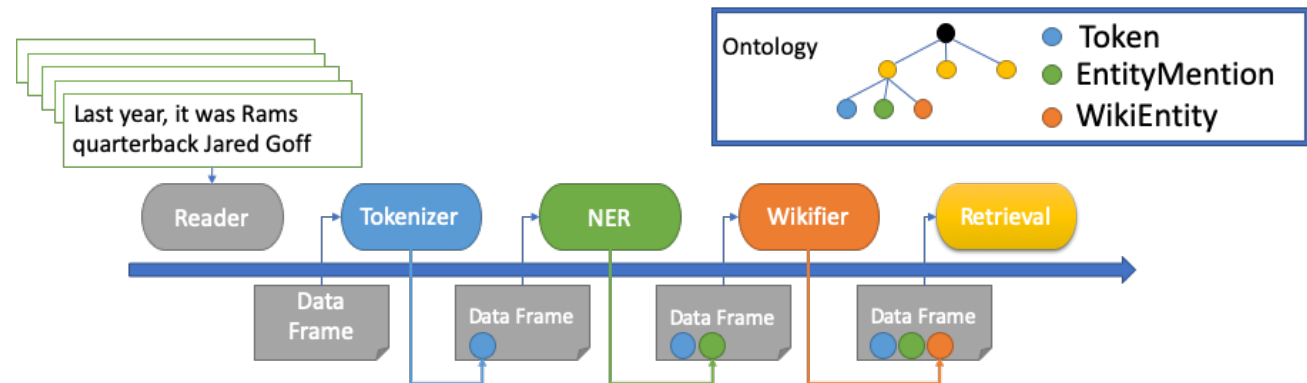 Last year, it was Rams
quarterback Jared Goff
Ontology
Token
EntityMention
WikiEntity
Reader
Tokenizer
NER
Wikifier
Retrieval
Data
Frame
Data Frame
Data Frame
Data Frame